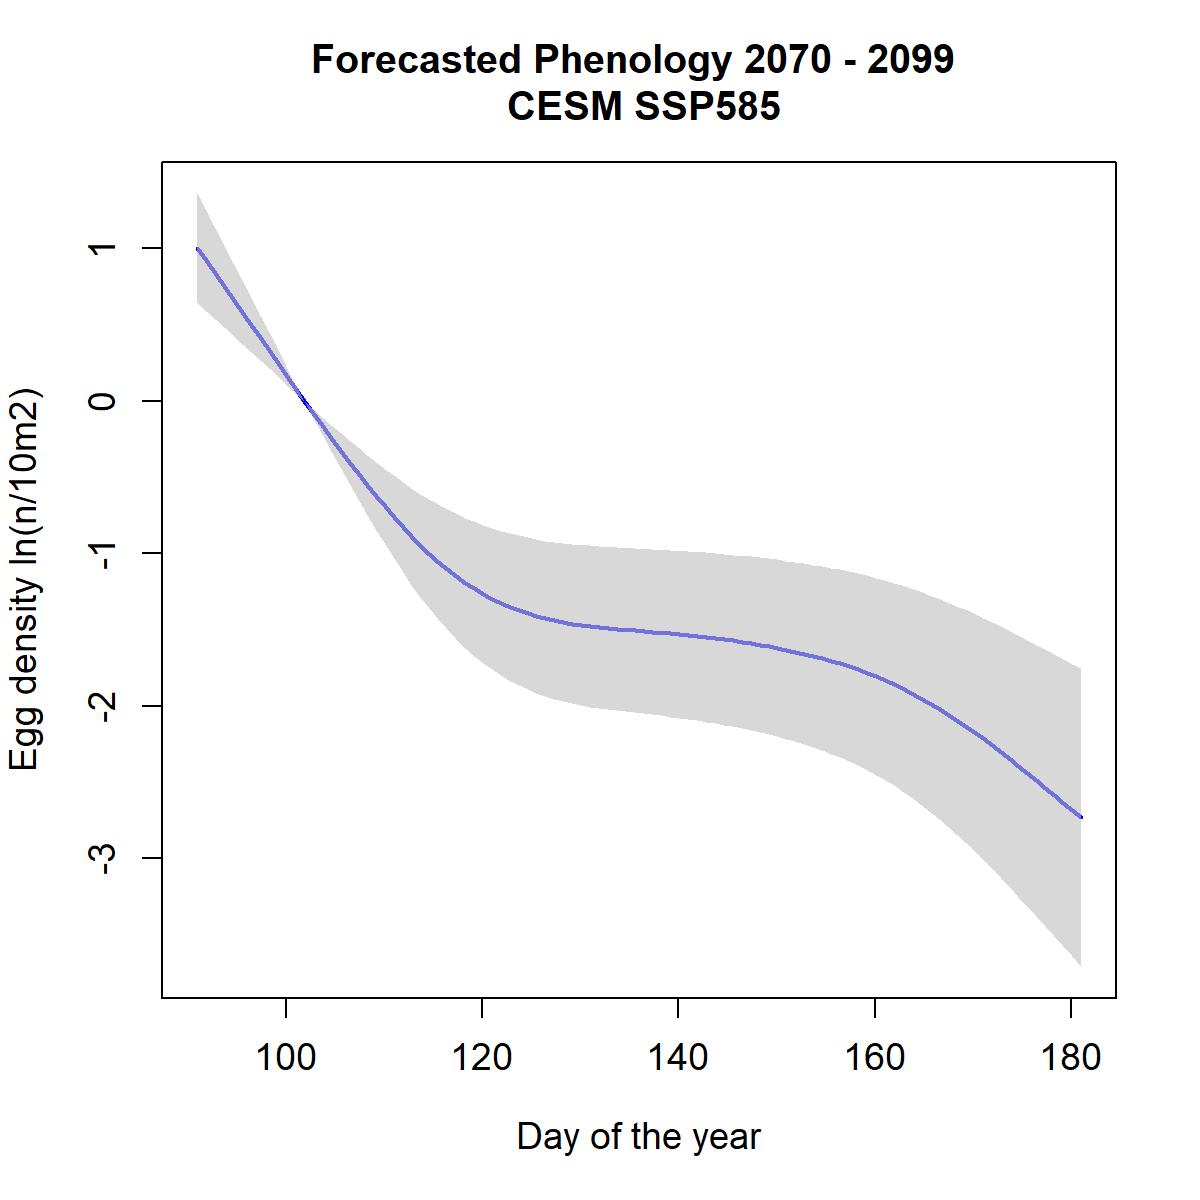 Forecasted Phenology 2070 - 2099
CESM SSP585
Egg density ln(n/10m2)
1
0
-1
-2
-3
100 120 140 160 180
Day of the year